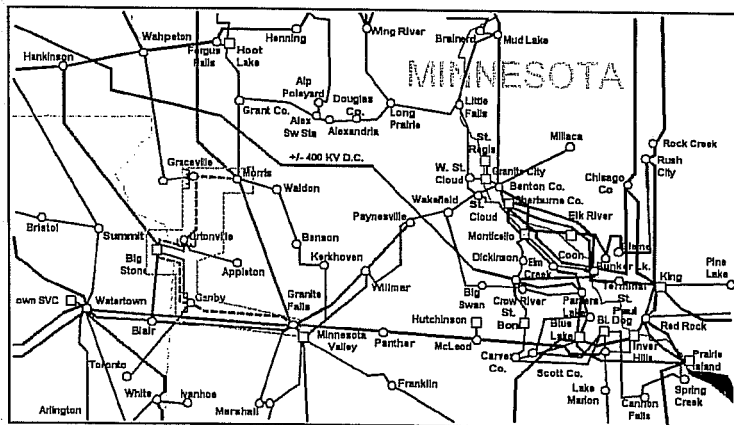 Wahpeton
Henning
Wing River
Brainerd
Mud Lake
Hankinson
Fergus
Falls
Hoot
Lake
MINNESOTA
Alp
Poleyard
Douglas
Co.
Long
Prairie
Little
Falls
Grant Co.
Alex
Sw Sta
Alexandria
St.
Regis
Milaca
Rock Creek
Rush
City
+/- 400 KV D.C.
Graceville
Morris
Waldon
W. St.
Cloud
Granite City
Benton Co.
Chisago
Co
Wakefield
St.
Cloud
Sherburne Co.
Elk River
Bristol
Summit
Ortonville
Benson
Paynesville
Monticello
Big
Stone
Appleton
Kerkhoven
Dickinson
Elm
Creek
Coon
Blaine
Bunker Lk.
Willmar
Terminal
King
Pine
Lake
own SVC
Watertown
Canby
Granite
Falls
Big
Swan
Crow River
Parkers
Lake
St.
Paul
Blair
Minnesota
Valley
Panther
Hutchinson
McLeod
St.
Boni
Blue
Lake
Bl. Dog
Red Rock
Inver
Hills
Prairie
Island
Toronto
Carver
Co.
Scott Co.
White
Ivanhoe
Franklin
Lake
Marion
Cannon
Falls
Spring
Creek
Arlington
Marshall